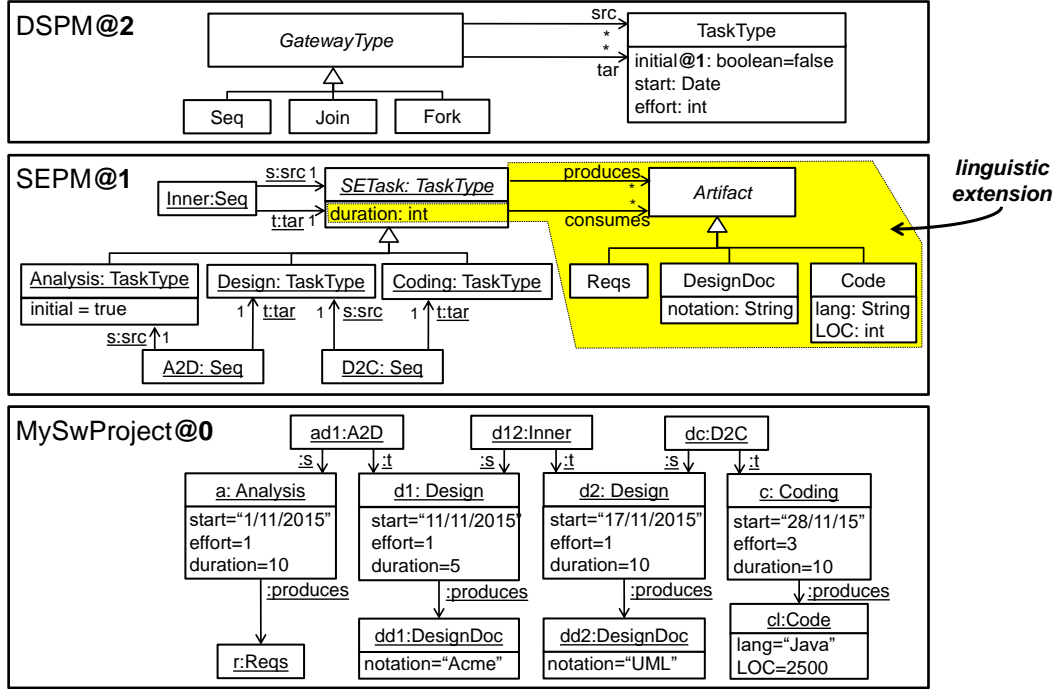 DSPM@2
GatewayType
src
*
*
tar
TaskType
initial@1: boolean=false
start: Date
effort: int
Seq
Join
Fork
SEPM@1
Inner:Seq
s:src 1
t:tar 1
SETask: TaskType
duration: int
produces
*
*
consumes
Artifact
linguistic
extension
Analysis: TaskType
initial = true
Design: TaskType
Coding: TaskType
Reqs
DesignDoc
notation: String
Code
lang: String
LOC: int
s:src 1
1 t:tar
1 s:src
1 t:tar
A2D: Seq
D2C: Seq
MySwProject@0
ad1:A2D
d12:Inner
dc:D2C
:s
:t
:s
:t
:s
:t
a: Analysis
start="1/11/2015"
effort=1
duration=10
d1: Design
start="11/11/2015"
effort=1
duration=5
d2: Design
start="17/11/2015"
effort=1
duration=10
c: Coding
start="28/11/15"
effort=3
duration=10
:produces
:produces
:produces
:produces
r:Reqs
dd1:DesignDoc
notation="Acme"
dd2:DesignDoc
notation="UML"
cl:Code
lang="Java"
LOC=2500